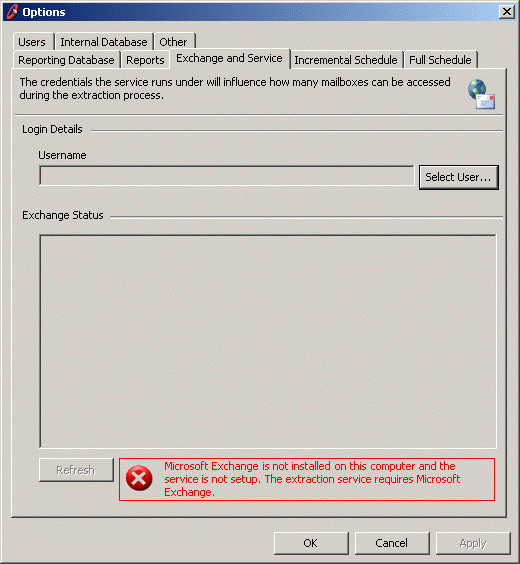 Options
Users Internal Database Other
Reporting Database Reports Exchange and Service Incremental Schedule Full Schedule
The credentials the service runs under will influence how many mailboxes can be accessed
during the extraction process.
Login Details
Username
Select User...
Exchange Status
Refresh
Microsoft Exchange is not installed on this computer and the
service is not setup. The extraction service requires Microsoft
Exchange.
OK Cancel Apply